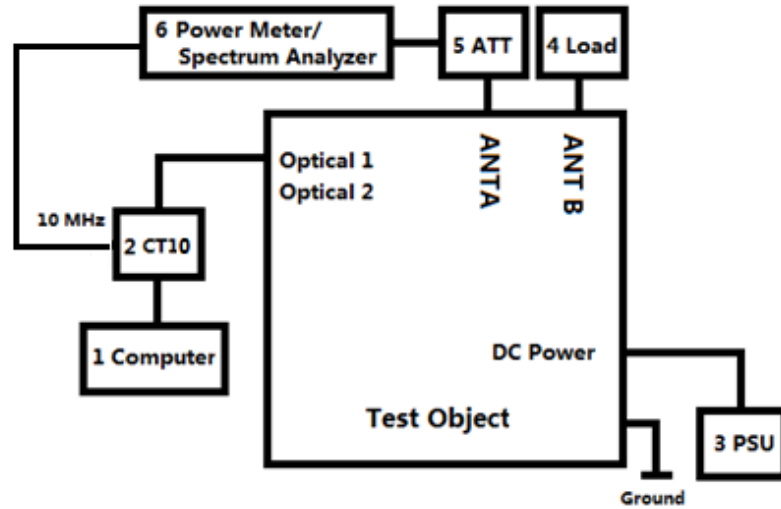 6 Power Meter/
Spectrum Analyzer
5 ATT
4 Load
Optical 1
Optical 2
ANTA
ANT B
10 MHz
2 CT10
1 Computer
DC Power
Test Object
3 PSU
Ground